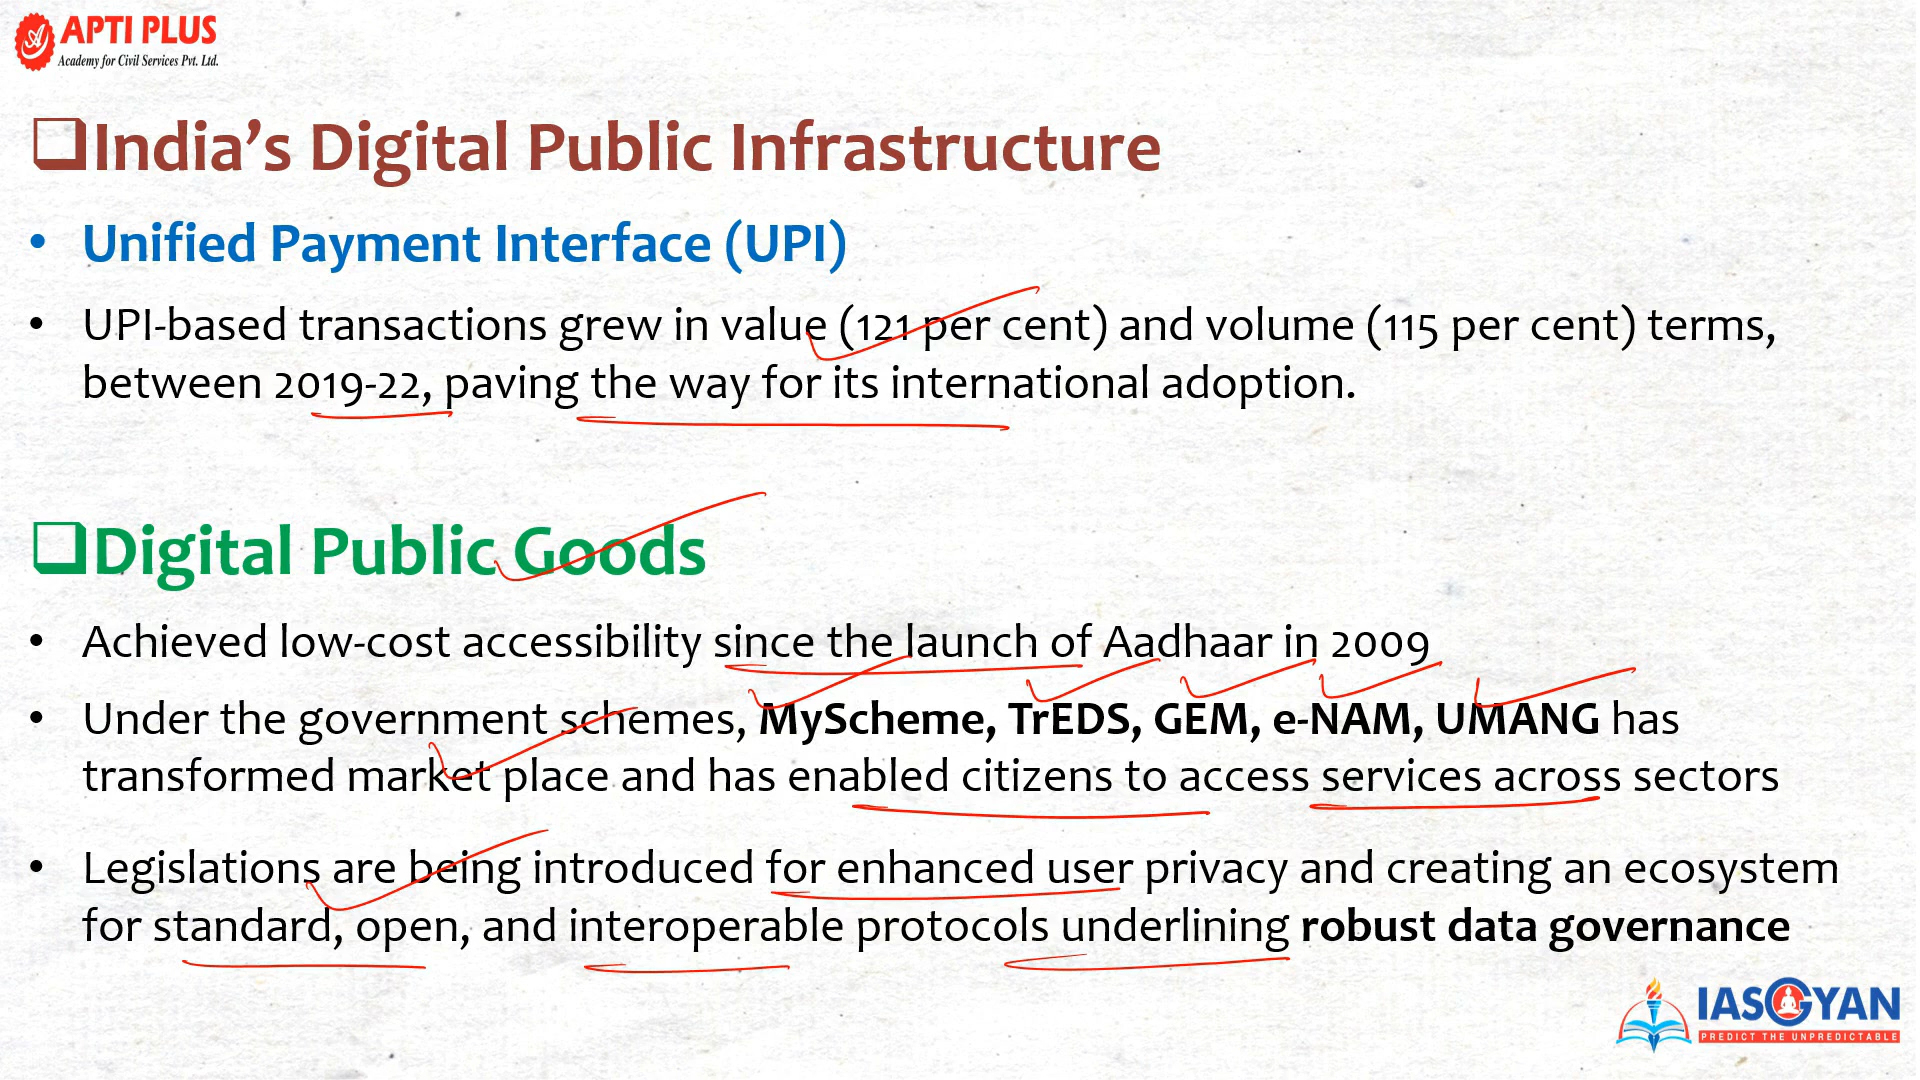 APTI PLUS
Academy for Civil Services Pvt. Ltd.
India’s Digital Public Infrastructure
• Unified Payment Interface (UPI)
• UPI-based transactions grew in value (121 per cent) and volume (115 per cent) terms,
between 2019-22, paving the way for its international adoption.
Digital Public Goods
• Achieved low-cost accessibility since the launch of Aadhaar in 2009
• Under the government schemes, MyScheme, TrEDS, GEM, e-NAM, UMANG has
transformed market place and has enabled citizens to access services across sectors
• Legislations are being introduced for enhanced user privacy and creating an ecosystem
for standard, open, and interoperable protocols underlining robust data governance
IASGYAN
PREDICT THE UNPREDICTABLE